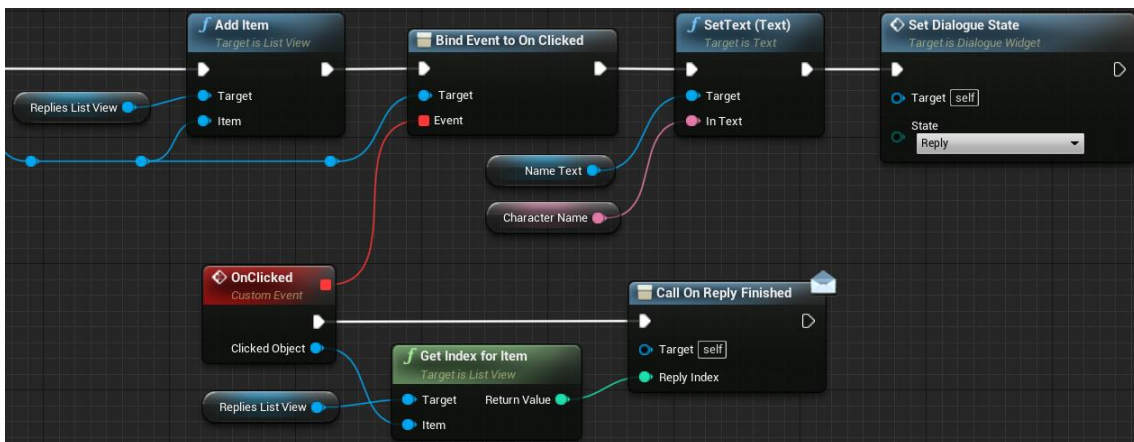 Add Item
Target is List View
Replies List View
Target
Item
Bind Event to On Clicked
Target
Event
SetText (Text)
Target is Text
Target
In Text
Name Text
Character Name
Set Dialogue State
Target is Dialogue Widget
Target self
State
Reply
OnClicked
Custom Event
Clicked Object
Replies List View
Get Index for Item
Target is List View
Target Return Value
Item
Call On Reply Finished
Target self
Reply Index